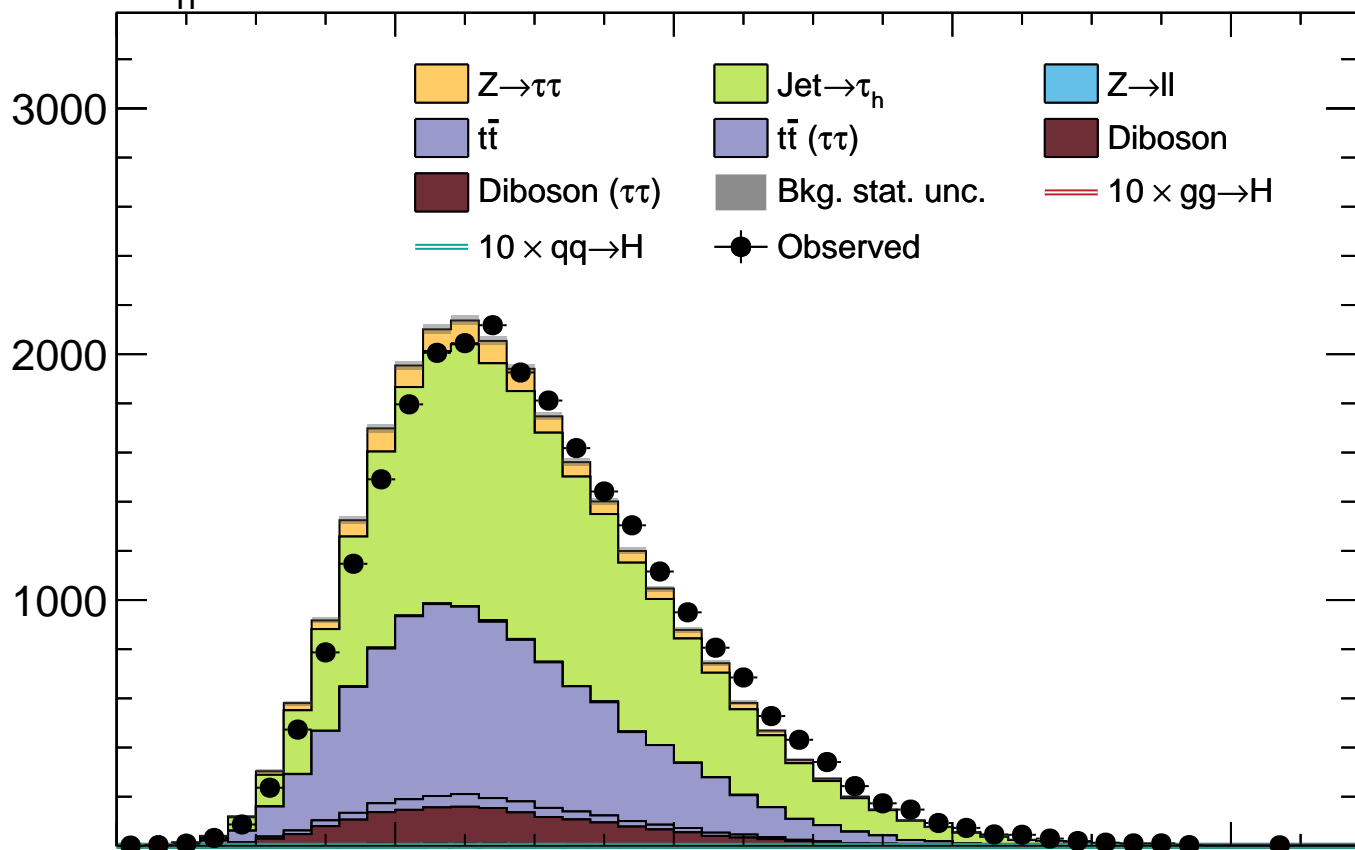 3000
2000
1000
Z→ττ Jet→τ_h Z→ll
tt̄ tt̄ (ττ) Diboson
Diboson (ττ) Bkg. stat. unc. 10 × gg→H
10 × qq→H Observed